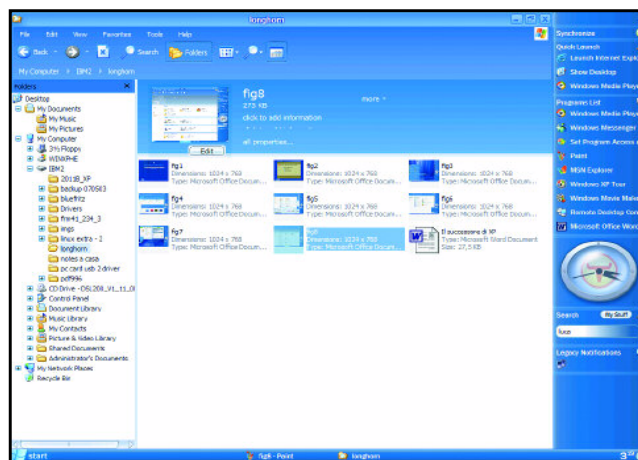 longhorn
File Edit View Favorites Tools Help
Back Search Folders
My Computer IBM2 longhorn
Folders
Desktop
My Documents
My Music
My Pictures
My Computer
3½ Floppy
WINXPHE
IBM2
2011B_XP
backup 070503
bluefritz
Drivers
imgs
linux extra - 2
longhorn
notes a casa
pc card usb 2 driver
pdf995
Control Panel
Document Library
Music Library
My Contacts
Picture & Video Library
Shared Documents
Administrator's Documents
My Network Places
Recycle Bin
fig8
273 KB
more
click to add information
all properties...
Edit
fig1
Dimensions: 1024 x 768
Type: Microsoft Office Docum...
fig2
Dimensions: 1024 x 768
Type: Microsoft Office Docum...
fig3
Dimensions: 1024 x 768
Type: Microsoft Office Docum...
fig4
Dimensions: 1024 x 768
Type: Microsoft Office Docum...
fig5
Dimensions: 1024 x 768
Type: Microsoft Office Docum...
fig6
Dimensions: 1024 x 768
Type: Microsoft Office Docum...
fig7
Dimensions: 1024 x 768
Type: Microsoft Office Docum...
fig8
Dimensions: 1024 x 768
Type: Microsoft Office Docum...
Il successore di XP
Type: Microsoft Word Document
Size: 27,5 KB
Synchronize
Quick Launch
Launch Internet Explo
Show Desktop
Windows Media Playe
Programs List
Windows Media Playe
Windows Messenger
Set Program Access a
Paint
MSN Explorer
Windows XP Tour
Windows Movie Make
Remote Desktop Con
Microsoft Office Word
Search My Stuff
Legacy Notifications
start
fig8 - Paint
longhorn